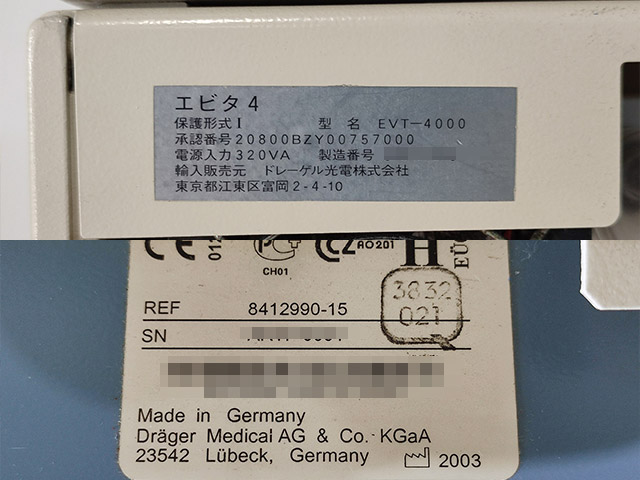 エビタ4
保護形式I 型 名 EVT-4000
承認番号20800BZY00757000
電源入力320VA 製造番号
輸入販売元 ドレーゲル光電株式会社
東京都江東区富岡2-4-10
CE 012
CH01
AO201
H
REF 8412990-15
3832
021
SN
Made in Germany
Dräger Medical AG & Co. KGaA
23542 Lübeck, Germany 2003